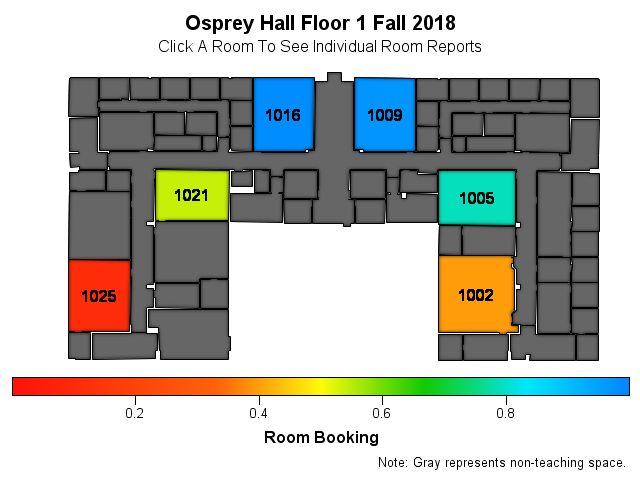 Osprey Hall Floor 1 Fall 2018
Click A Room To See Individual Room Reports
1016
1009
1021
1005
1025
1002
0.2
0.4
0.6
0.8
Room Booking
Note: Gray represents non-teaching space.